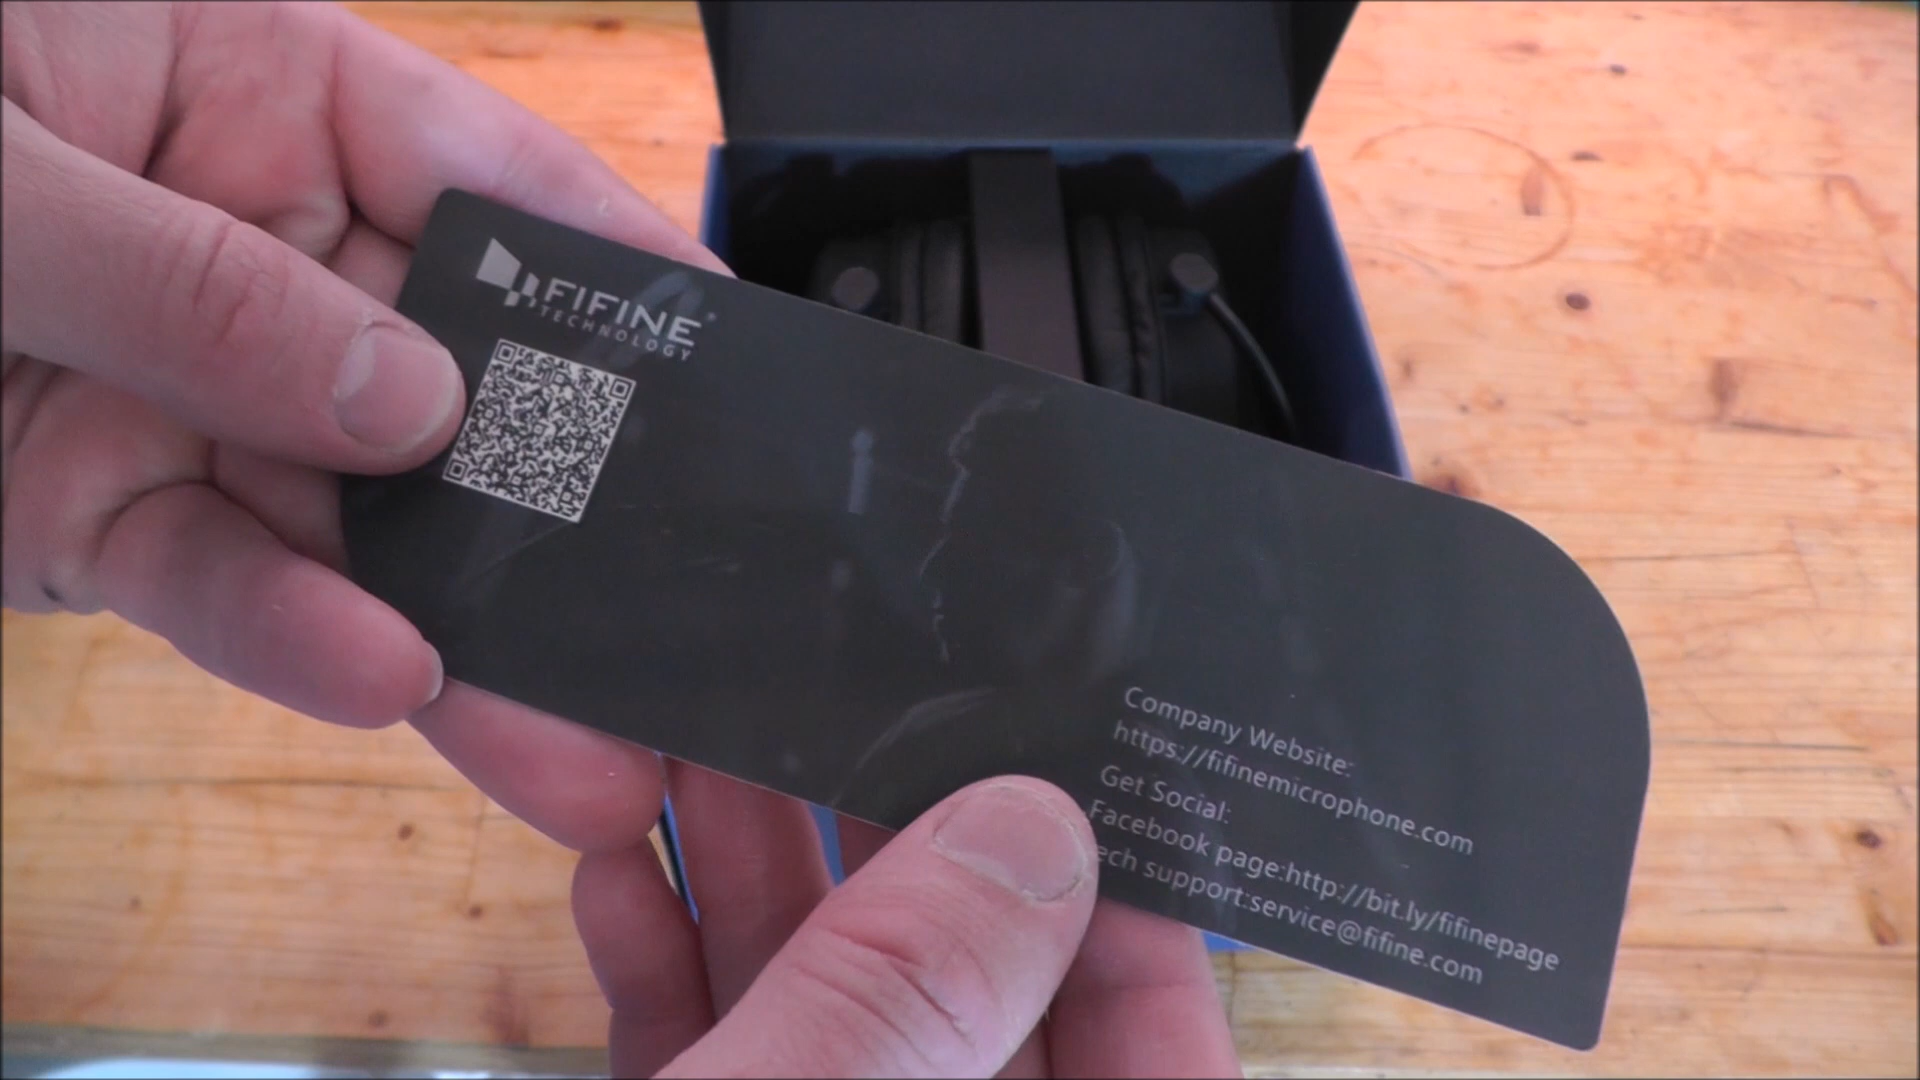 FIFINE®
TECHNOLOGY
Company Website:
https://fifinemicrophone.com
Get Social:
Facebook page:http://bit.ly/fifinepage
ech support:service@fifine.com